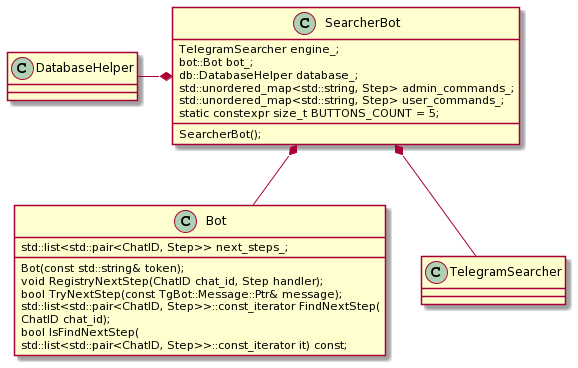 C SearcherBot
TelegramSearcher engine_;
bot::Bot bot_;
db::DatabaseHelper database_;
std::unordered_map<std::string, Step> admin_commands_;
std::unordered_map<std::string, Step> user_commands_;
static constexpr size_t BUTTONS_COUNT = 5;
SearcherBot();
C DatabaseHelper
C Bot
std::list<std::pair<ChatID, Step>> next_steps_;
Bot(const std::string& token);
void RegistryNextStep(ChatID chat_id, Step handler);
bool TryNextStep(const TgBot::Message::Ptr& message);
std::list<std::pair<ChatID, Step>>::const_iterator FindNextStep(
ChatID chat_id);
bool IsFindNextStep(
std::list<std::pair<ChatID, Step>>::const_iterator it) const;
C TelegramSearcher